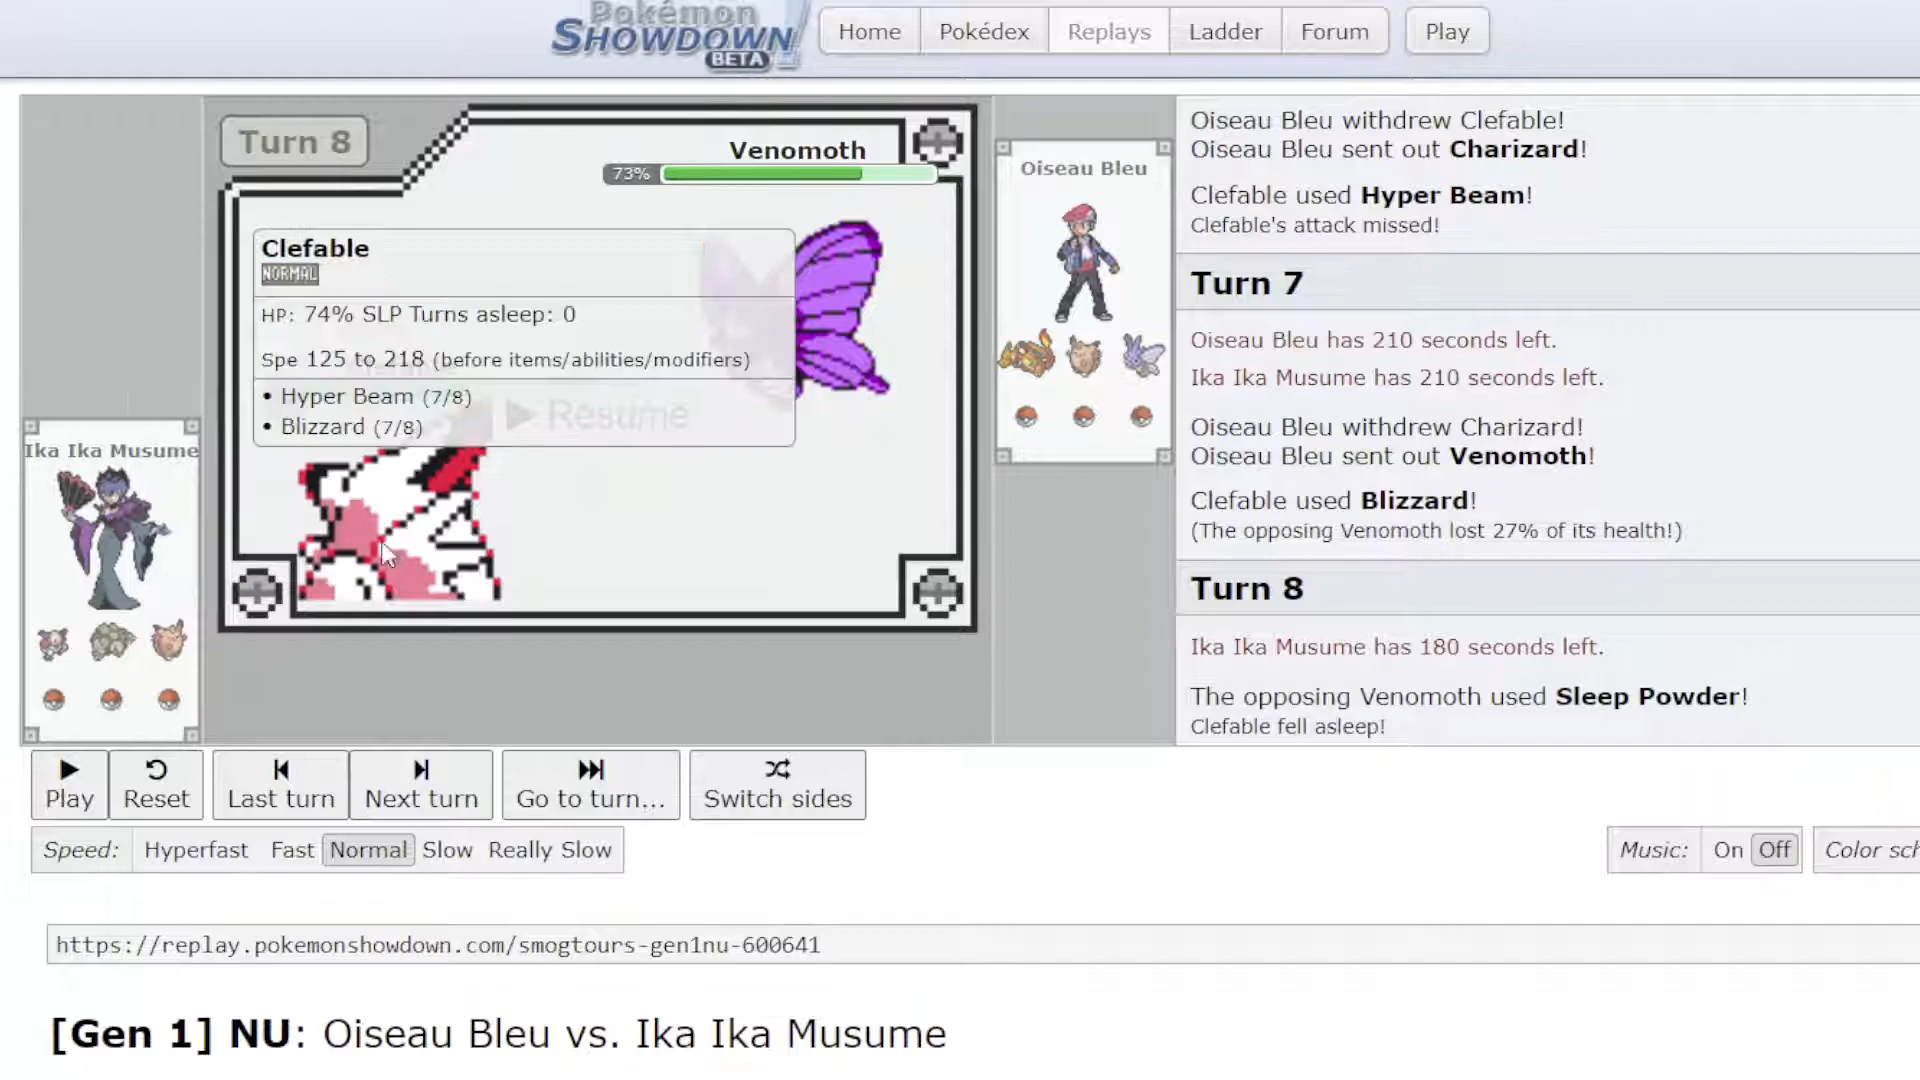 Pokémon
SHOWDOWN
BETA
Home
Pokédex
Replays
Ladder
Forum
Play
Turn 8
Venomoth
73%
Clefable
NORMAL
HP: 74% SLP Turns asleep: 0
Spe 125 to 218 (before items/abilities/modifiers)
• Hyper Beam (7/8)
• Blizzard (7/8)
Resume
Ika Ika Musume
Oiseau Bleu
Oiseau Bleu withdrew Clefable!
Oiseau Bleu sent out Charizard!
Clefable used Hyper Beam!
Clefable's attack missed!
Turn 7
Oiseau Bleu has 210 seconds left.
Ika Ika Musume has 210 seconds left.
Oiseau Bleu withdrew Charizard!
Oiseau Bleu sent out Venomoth!
Clefable used Blizzard!
(The opposing Venomoth lost 27% of its health!)
Turn 8
Ika Ika Musume has 180 seconds left.
The opposing Venomoth used Sleep Powder!
Clefable fell asleep!
Play
Reset
Last turn
Next turn
Go to turn...
Switch sides
Speed: Hyperfast Fast Normal Slow Really Slow
Music: On Off
Color sch
https://replay.pokemonshowdown.com/smogtours-gen1nu-600641
[Gen 1] NU: Oiseau Bleu vs. Ika Ika Musume